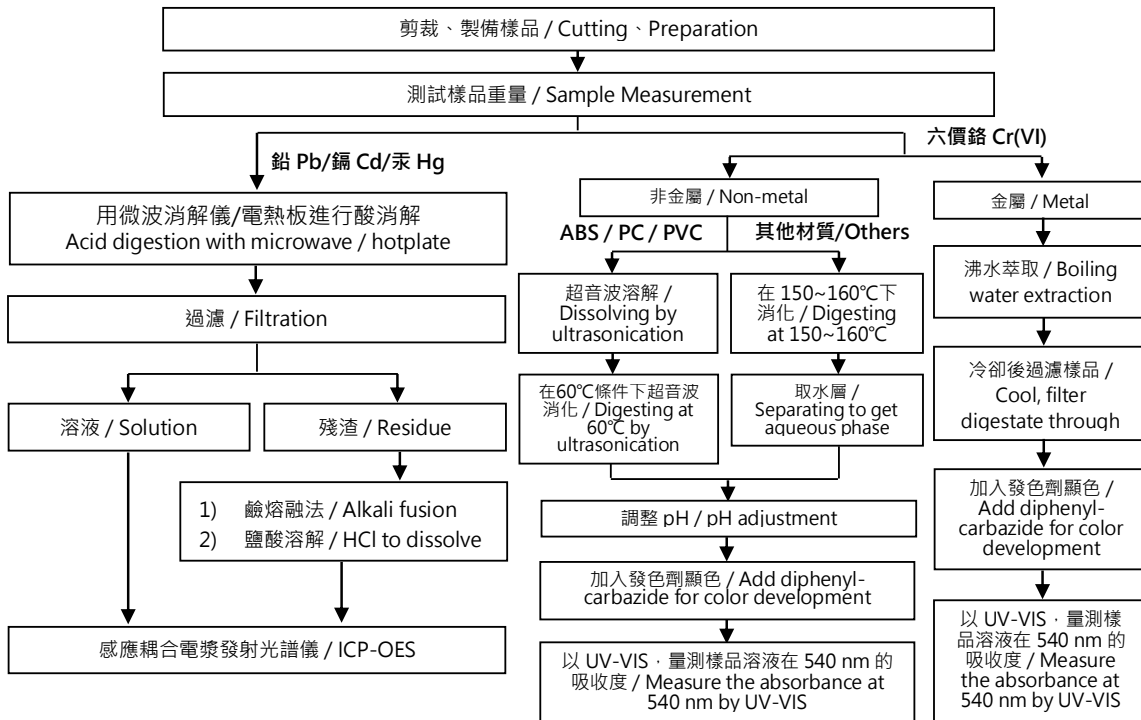 剪裁、製備樣品 / Cutting、Preparation
測試樣品重量 / Sample Measurement
鉛 Pb/鎘 Cd/汞 Hg
六價鉻 Cr(VI)
用微波消解儀/電熱板進行酸消解
Acid digestion with microwave / hotplate
過濾 / Filtration
溶液 / Solution
殘渣 / Residue
1) 鹼熔融法 / Alkali fusion
2) 鹽酸溶解 / HCl to dissolve
感應耦合電漿發射光譜儀 / ICP-OES
非金屬 / Non-metal
ABS / PC / PVC
其他材質/Others
超音波溶解 /
Dissolving by
ultrasonication
在60℃條件下超音波
消化 / Digesting at
60℃ by
ultrasonication
在 150~160℃下
消化 / Digesting
at 150~160℃
取水層 /
Separating to get
aqueous phase
調整 pH / pH adjustment
加入發色劑顯色 / Add diphenyl-
carbazide for color development
以 UV-VIS，量測樣品溶液在 540 nm 的
吸收度 / Measure the absorbance at
540 nm by UV-VIS
金屬 / Metal
沸水萃取 / Boiling
water extraction
冷卻後過濾樣品 /
Cool, filter
digestate through
加入發色劑顯色 /
Add diphenyl-
carbazide for color
development
以 UV-VIS，量測樣
品溶液在 540 nm 的
吸收度 / Measure
the absorbance at
540 nm by UV-VIS